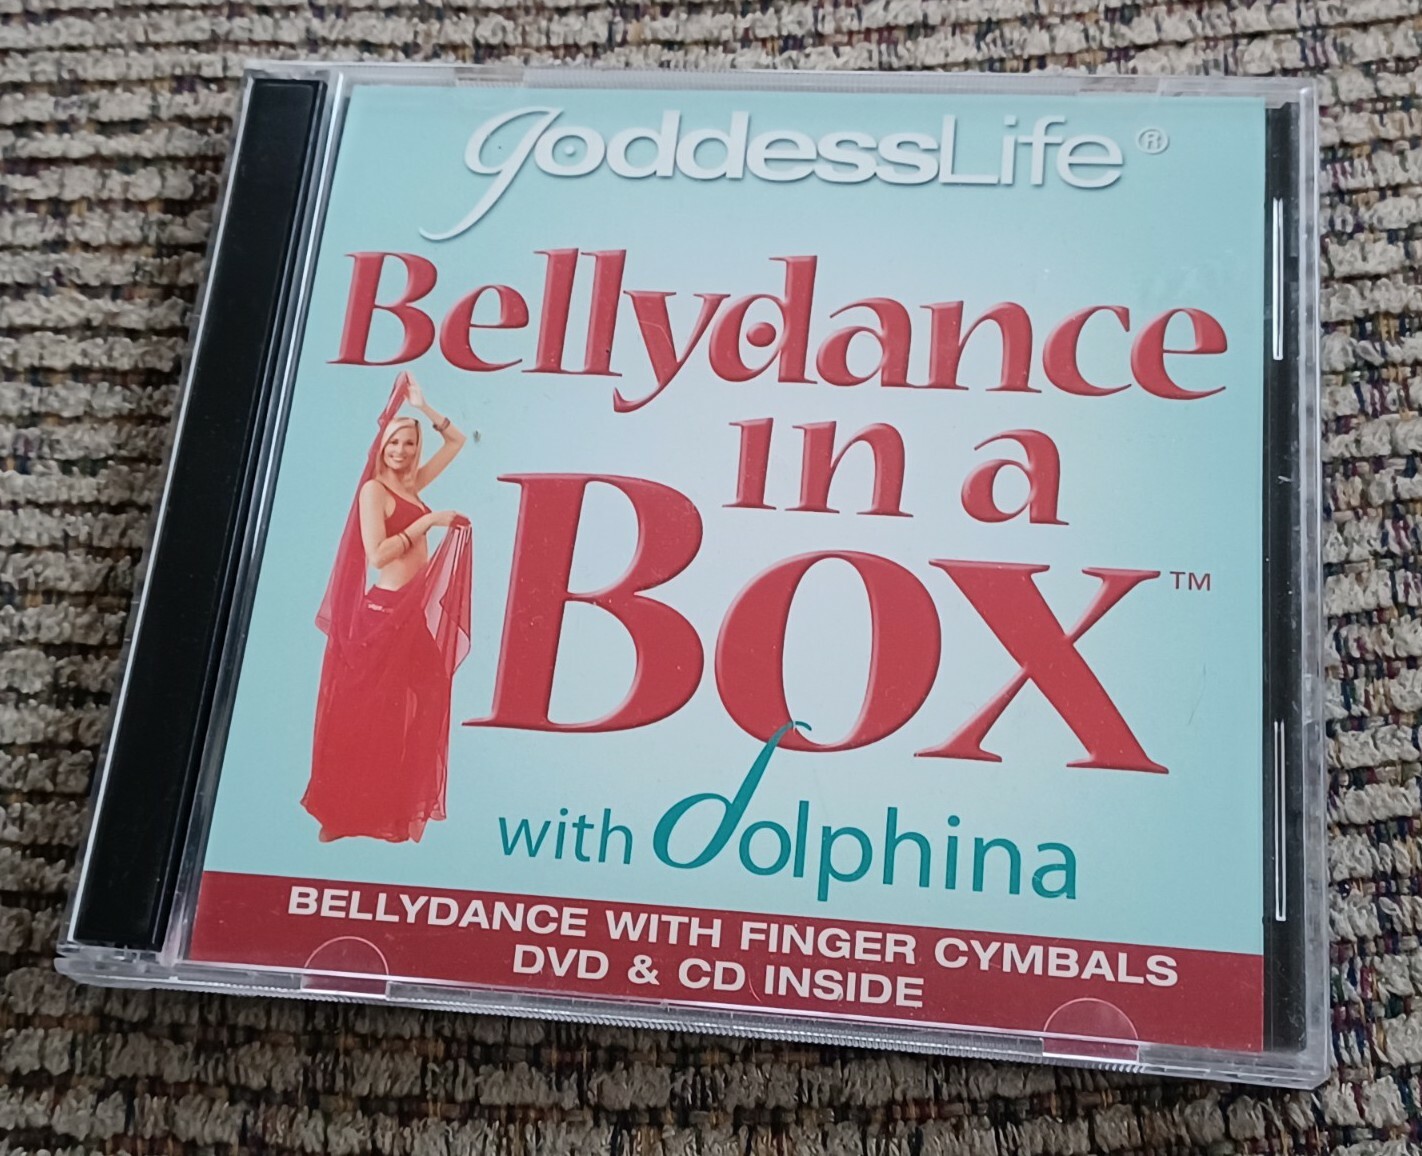 goddessLife®
Bellydance
in a
Box™
with dolphina
BELLYDANCE WITH FINGER CYMBALS
DVD & CD INSIDE